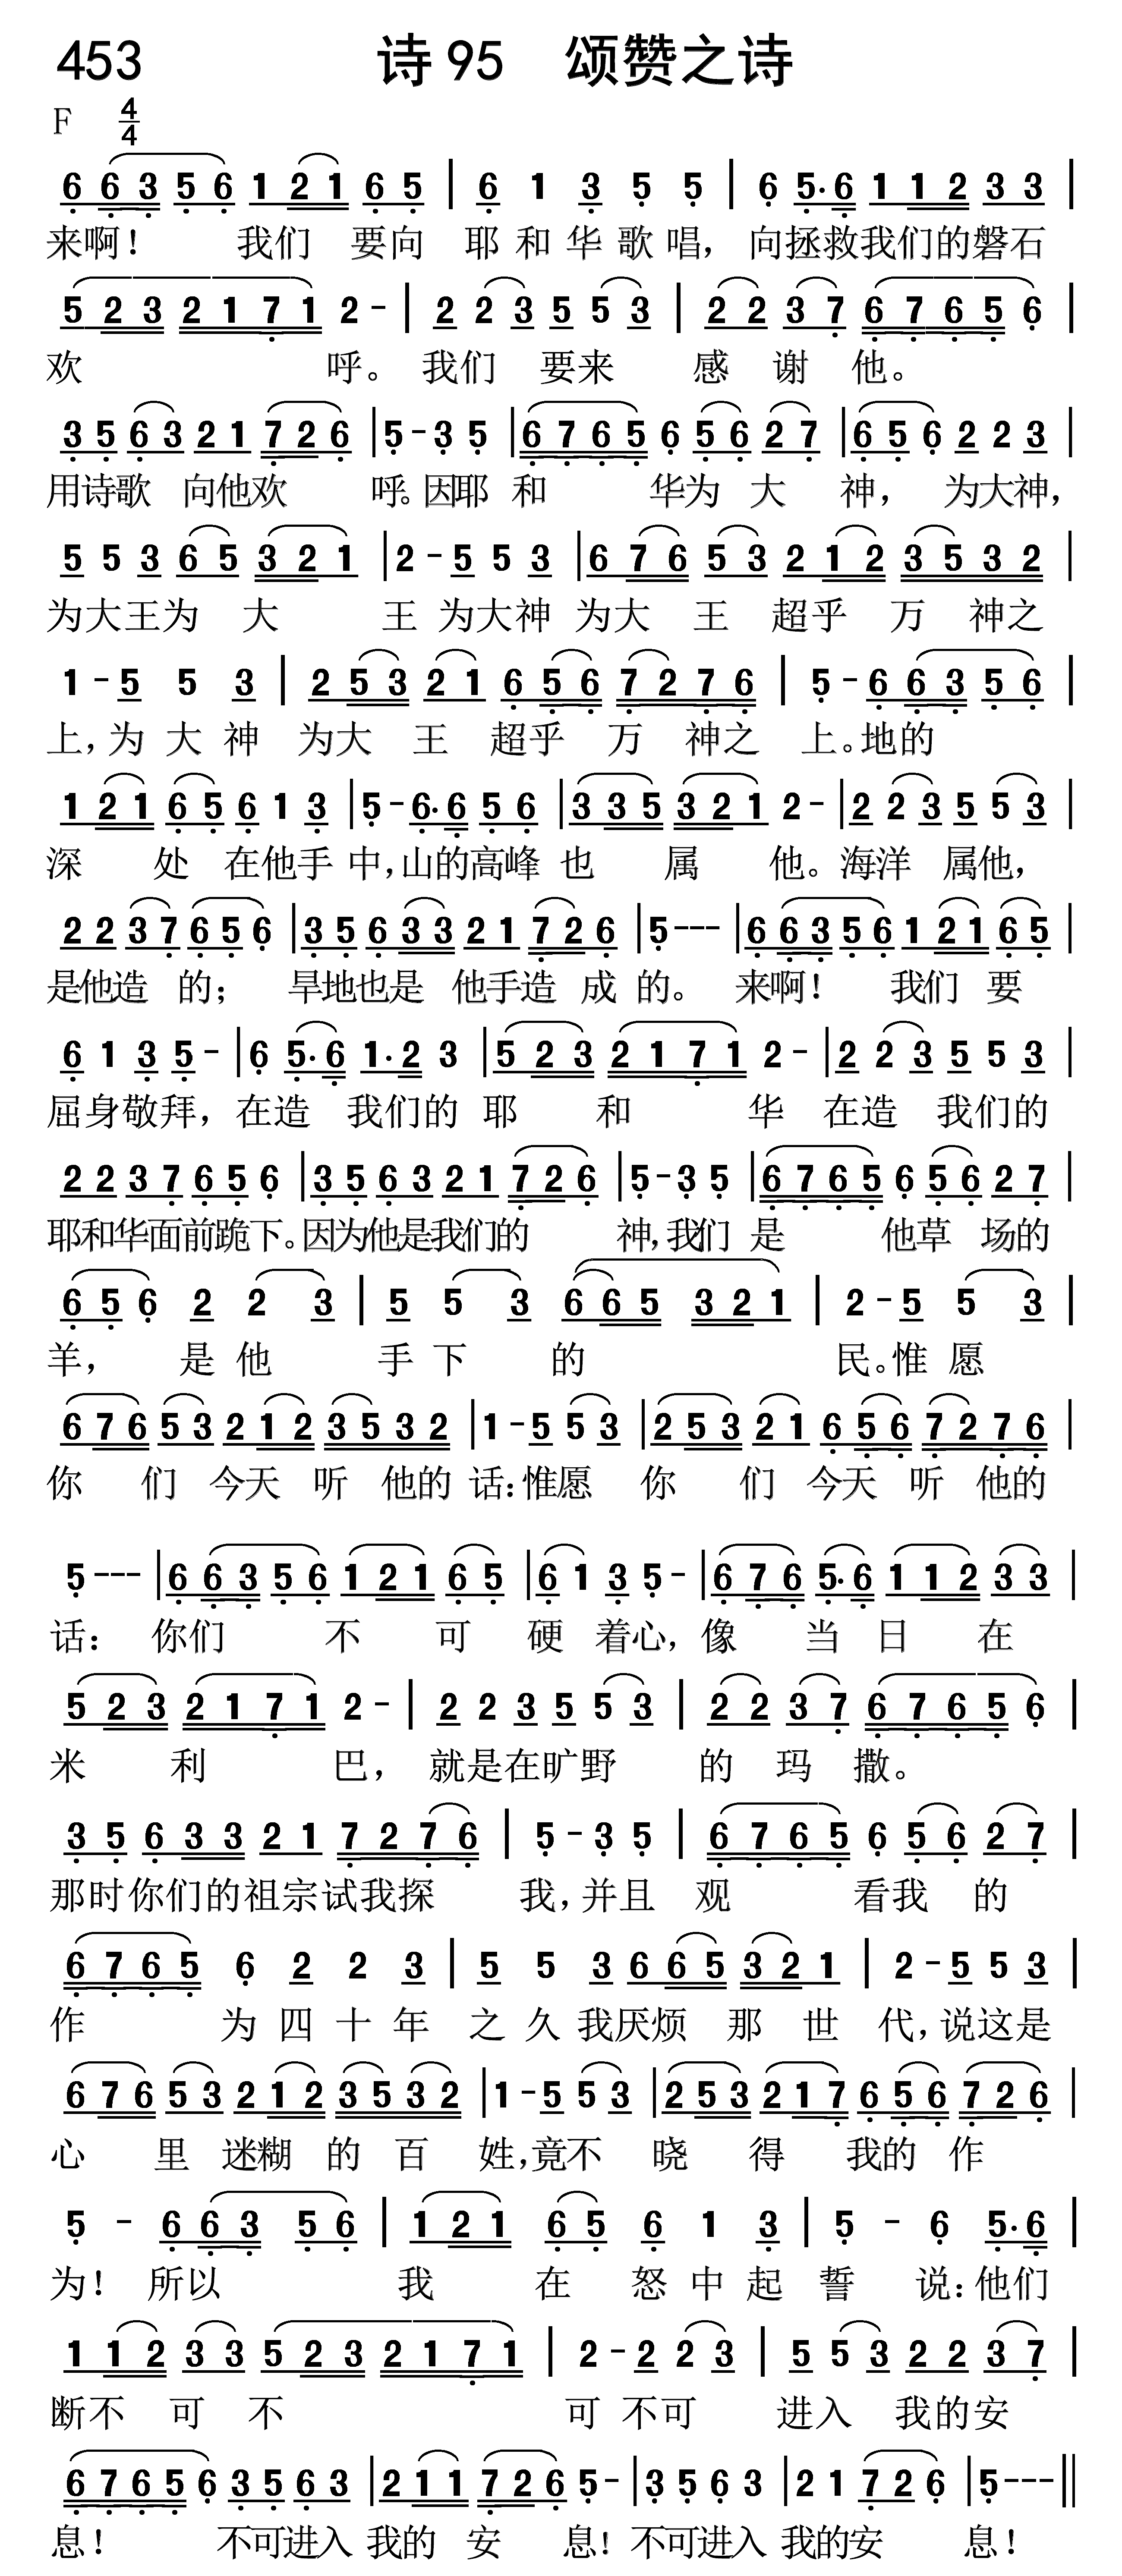 453 诗95 颂赞之诗
F 4/4
6 6 3 5 6 1 2 1 6 5 | 6 1 3 5 5 | 6 5· 6 1 1 2 3 3 |
来啊! 我们 要向 耶和华歌唱, 向拯救我们的磐石
5 2 3 2 1 7 1 2 - | 2 2 3 5 5 3 | 2 2 3 7 6 7 6 5 6 |
欢 呼。 我们 要来 感 谢 他。
3 5 6 3 2 1 7 2 6 | 5 - 3 5 | 6 7 6 5 6 5 6 2 7 | 6 5 6 2 2 3 |
用诗歌 向他欢 呼。因耶 和 华为 大 神, 为大神,
5 5 3 6 5 3 2 1 | 2 - 5 5 3 | 6 7 6 5 3 2 1 2 3 5 3 2 |
为大王为 大 王 为大神 为大 王 超乎 万 神之
1 - 5 5 3 | 2 5 3 2 1 6 5 6 7 2 7 6 | 5 - 6 6 3 5 6 |
上,为 大 神 为大 王 超乎 万 神之 上。地的
1 2 1 6 5 6 1 3 | 5 - 6· 6 5 6 | 3 3 5 3 2 1 2 - | 2 2 3 5 5 3 |
深 处 在他手 中,山的高峰 也 属 他。海洋 属他,
2 2 3 7 6 5 6 | 3 5 6 3 3 2 1 7 2 6 | 5 - - - | 6 6 3 5 6 1 2 1 6 5 |
是他造 的; 旱地也是 他手造 成 的。 来啊! 我们 要
6 1 3 5 - | 6 5· 6 1· 2 3 | 5 2 3 2 1 7 1 2 - | 2 2 3 5 5 3 |
屈身敬拜,在造 我们的 耶 和 华 在造 我们的
2 2 3 7 6 5 6 | 3 5 6 3 2 1 7 2 6 | 5 - 3 5 | 6 7 6 5 6 5 6 2 7 |
耶和华面前跪下。因为他是我们的 神,我们 是 他草 场的
6 5 6 2 2 3 | 5 5 3 6 6 5 3 2 1 | 2 - 5 5 3 |
羊, 是 他 手 下 的 民。惟 愿
6 7 6 5 3 2 1 2 3 5 3 2 | 1 - 5 5 3 | 2 5 3 2 1 6 5 6 7 2 7 6 |
你 们 今天 听 他的 话:惟愿 你 们 今天 听 他的
5 - - - | 6 6 3 5 6 1 2 1 6 5 | 6 1 3 5 - | 6 7 6 5· 6 1 1 2 3 3 |
话: 你们 不 可 硬 着心,像 当 日 在
5 2 3 2 1 7 1 2 - | 2 2 3 5 5 3 | 2 2 3 7 6 7 6 5 6 |
米 利 巴, 就是在旷野 的 玛 撒。
3 5 6 3 3 2 1 7 2 7 6 | 5 - 3 5 | 6 7 6 5 6 5 6 2 7 |
那时你们的祖宗试我探 我,并且 观 看我 的
6 7 6 5 6 2 2 3 | 5 5 3 6 6 5 3 2 1 | 2 - 5 5 3 |
作 为 四 十 年 之 久 我厌烦 那 世 代,说这是
6 7 6 5 3 2 1 2 3 5 3 2 | 1 - 5 5 3 | 2 5 3 2 1 7 6 5 6 7 2 6 |
心 里 迷糊 的 百 姓,竟不 晓 得 我的 作
5 - 6 6 3 5 6 | 1 2 1 6 5 6 1 3 | 5 - 6 5· 6 |
为! 所以 我 在 怒 中 起 誓 说:他们
1 1 2 3 3 5 2 3 2 1 7 1 | 2 - 2 2 3 | 5 5 3 2 2 3 7 |
断不 可 不 可 不可 进入 我的安
6 7 6 5 6 3 5 6 3 | 2 1 1 7 2 6 5 - | 3 5 6 3 | 2 1 7 2 6 | 5 - - - ||
息! 不可进入 我的 安 息! 不可进入 我的安 息!